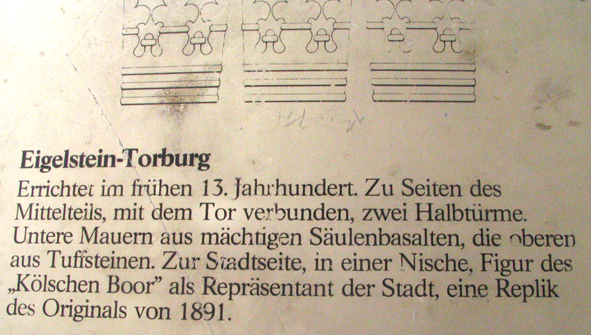 Eigelstein-Torburg
Errichtet im frühen 13. Jahrhundert. Zu Seiten des
Mittelteils, mit dem Tor verbunden, zwei Halbtürme.
Untere Mauern aus mächtigen Säulenbasalten, die oberen
aus Tuffsteinen. Zur Stadtseite, in einer Nische, Figur des
„Kölschen Boor” als Repräsentant der Stadt, eine Replik
des Originals von 1891.